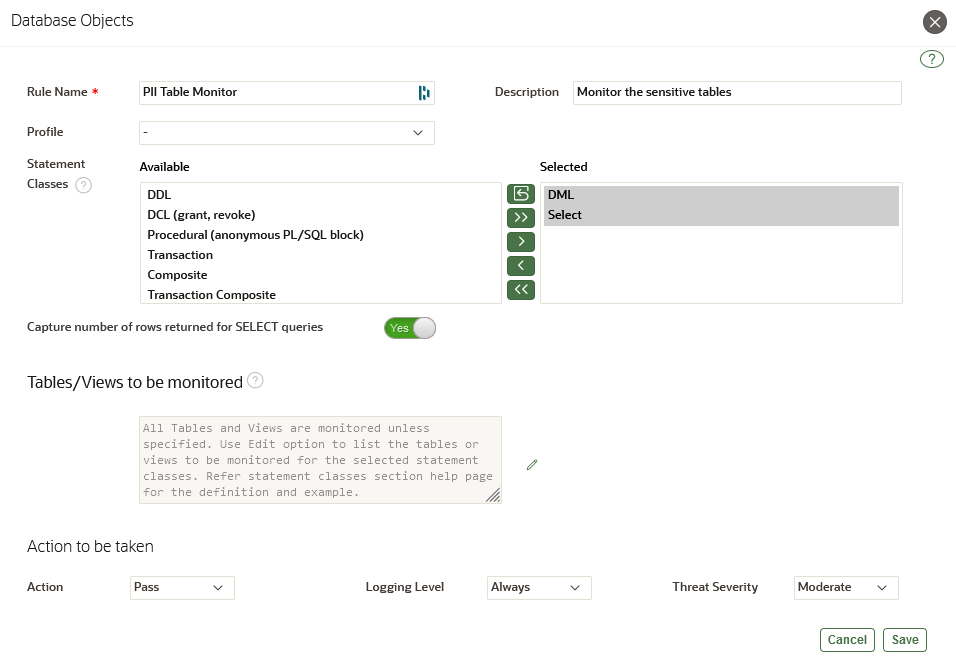 Database Objects
?
Rule Name * PII Table Monitor Description Monitor the sensitive tables
Profile -
Statement
Classes ? Available Selected
DDL
DCL (grant, revoke)
Procedural (anonymous PL/SQL block)
Transaction
Composite
Transaction Composite
DML
Select
Capture number of rows returned for SELECT queries Yes
Tables/Views to be monitored ?
All Tables and Views are monitored unless
specified. Use Edit option to list the tables or
views to be monitored for the selected statement
classes. Refer statement classes section help page
for the definition and example.
Action to be taken
Action Pass Logging Level Always Threat Severity Moderate
Cancel Save